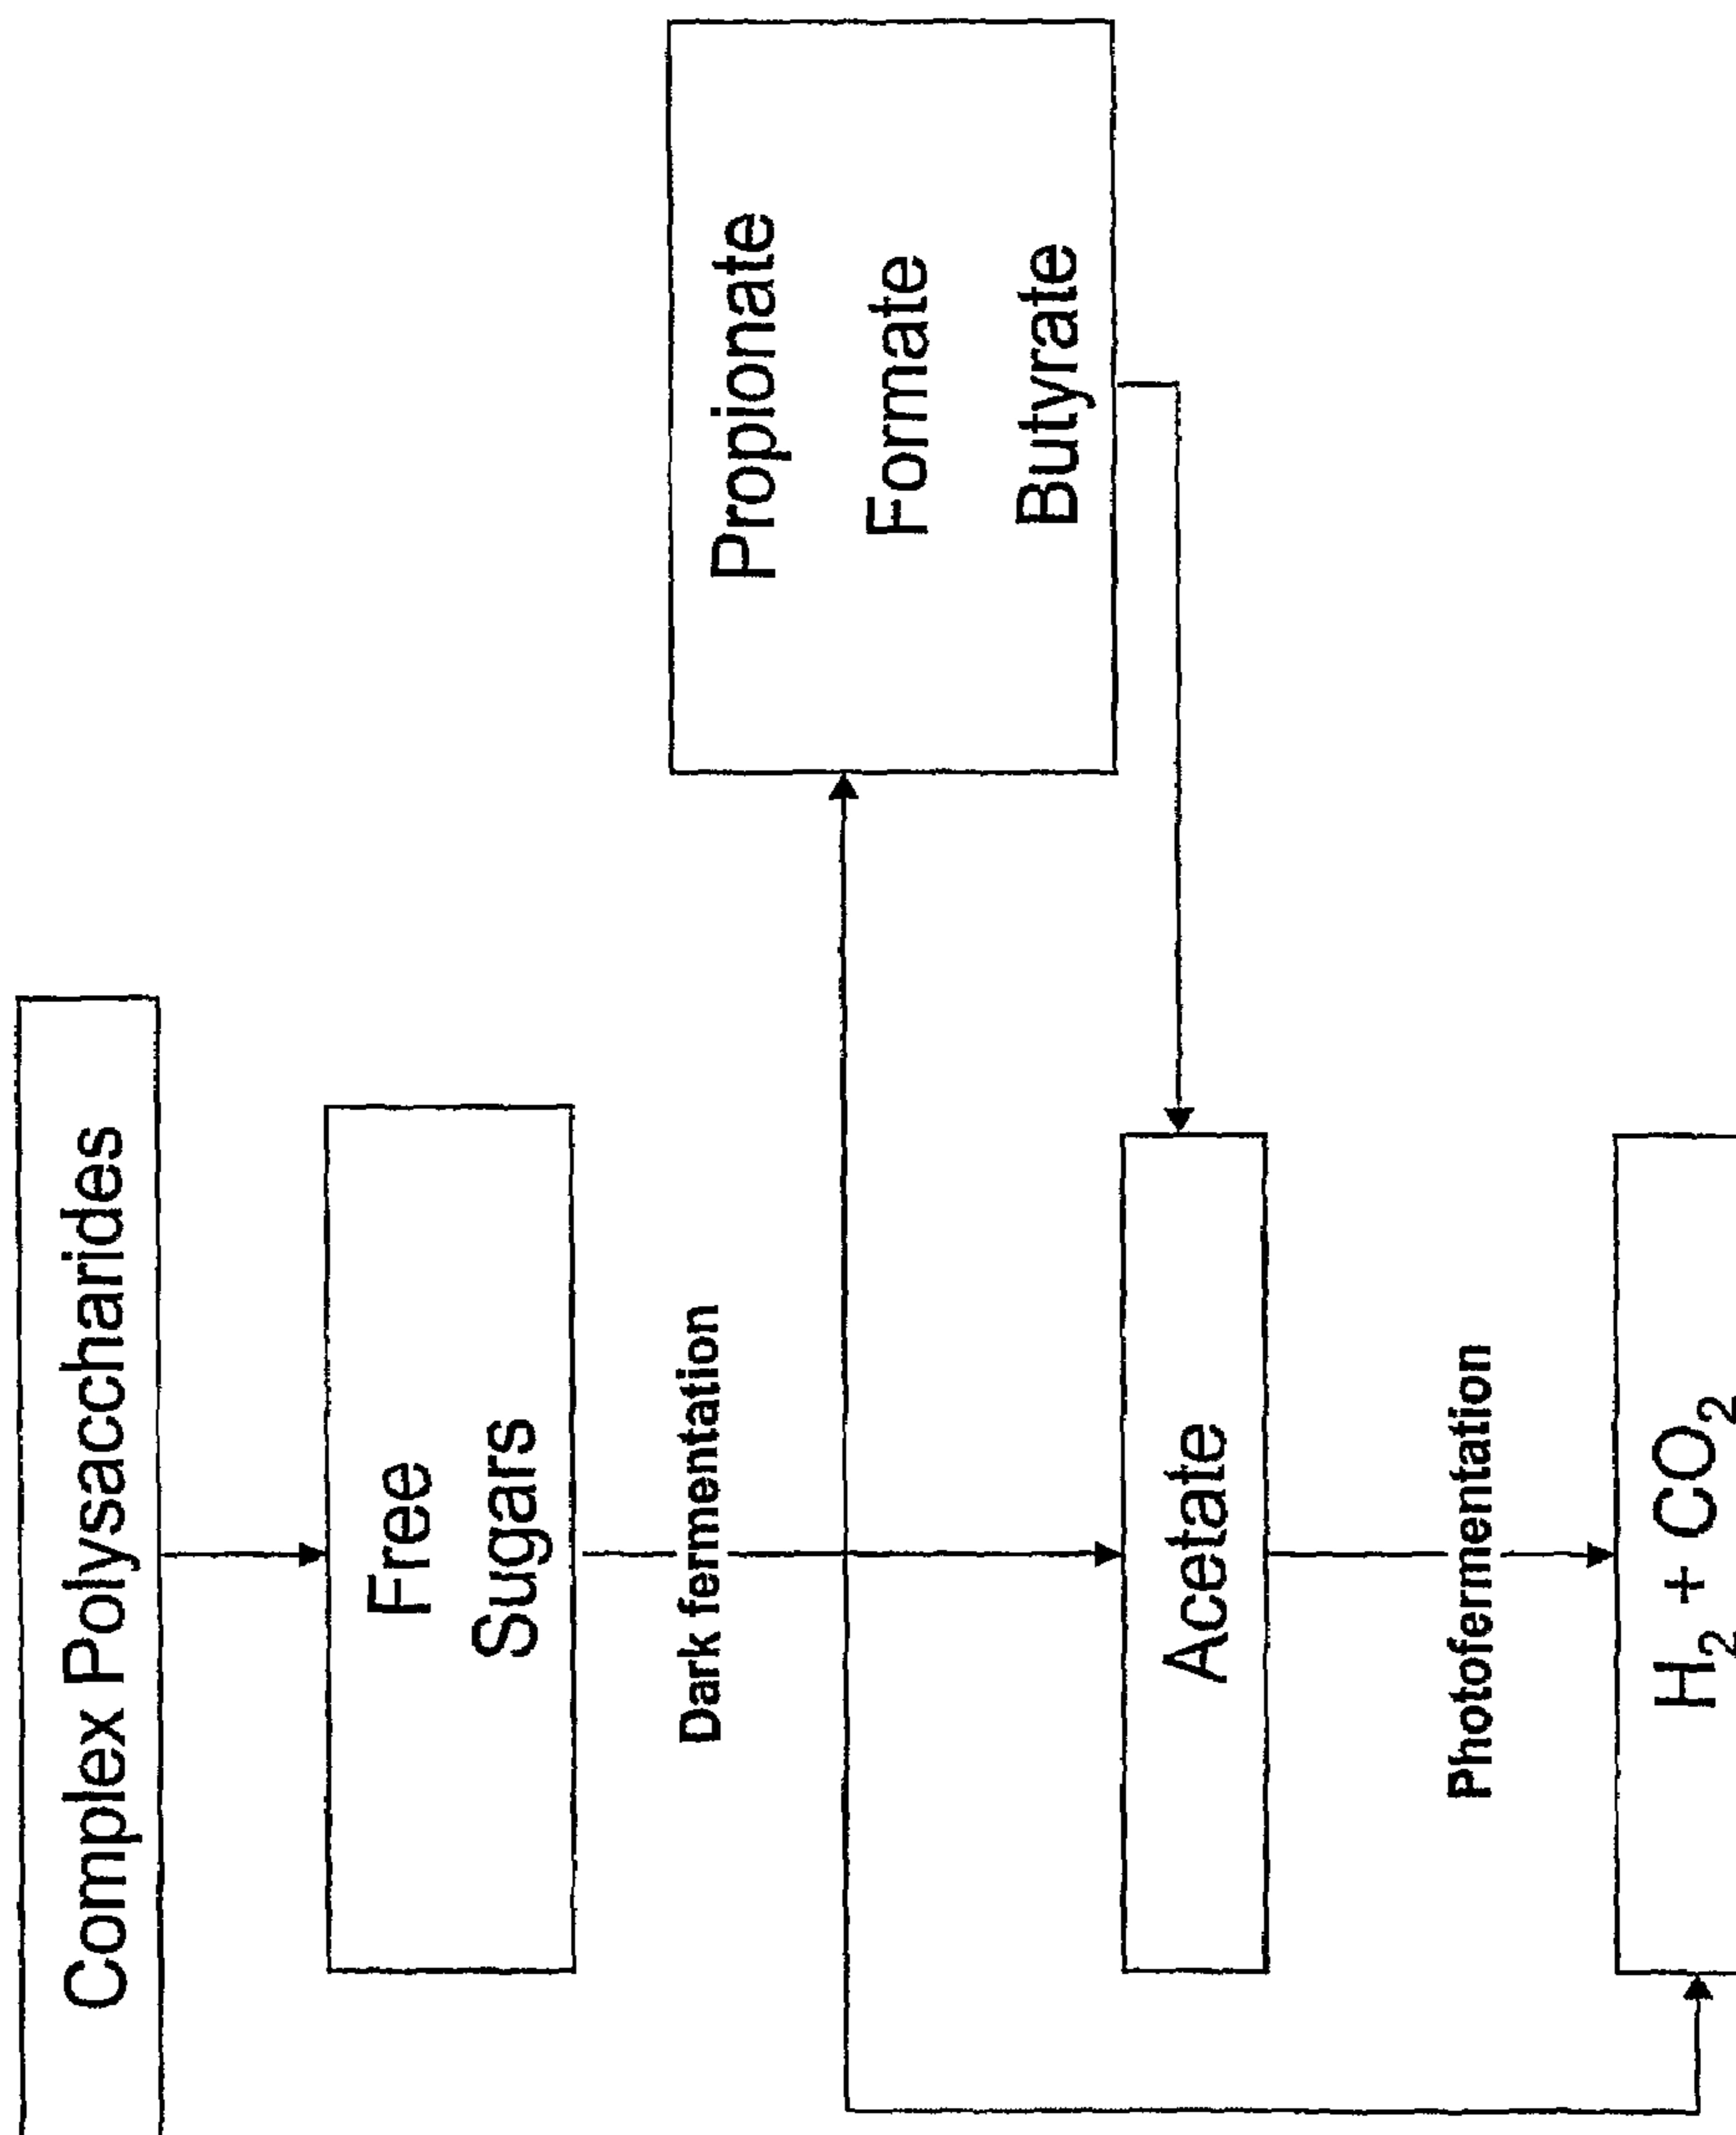 Complex Polysaccharides
Free
Sugars
Dark fermentation
Propionate
Formate
Butyrate
Acetate
Photofermentation
H₂ + CO₂